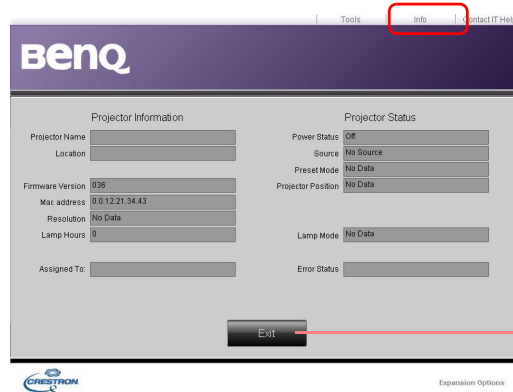 Tools Info Contact IT Hel
BenQ
Projector Information
Projector Name
Location
Firmware Version 036
Mac address 0.0.12.21.34.43
Resolution No Data
Lamp Hours 0
Assigned To:
Projector Status
Power Status Off
Source No Source
Preset Mode No Data
Projector Position No Data
Lamp Mode No Data
Error Status
Exit
CRESTRON
Expansion Options